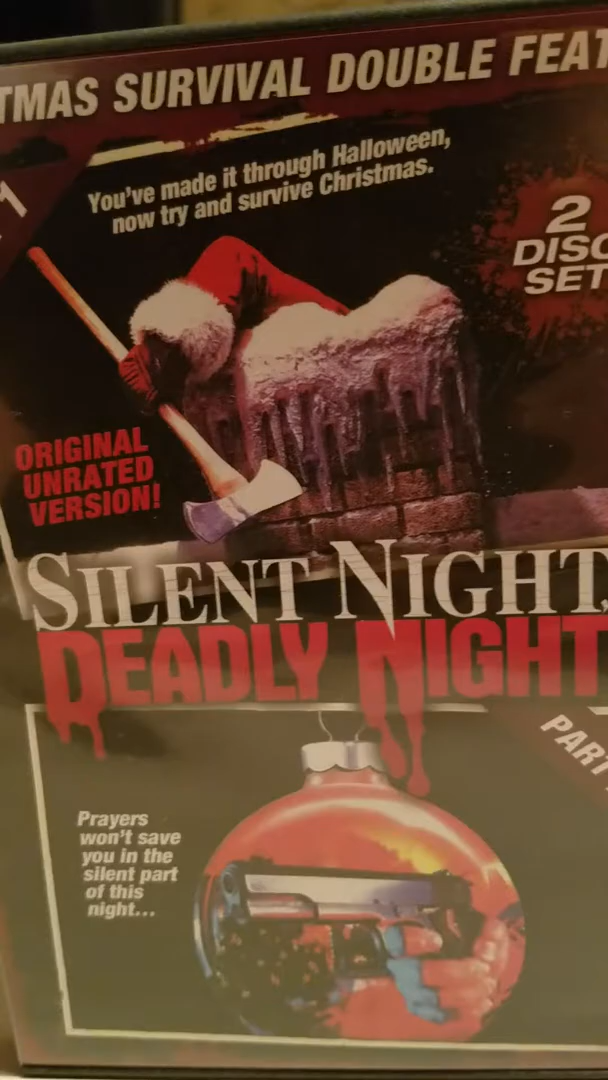 TMAS SURVIVAL DOUBLE FEAT
1
You've made it through Halloween,
now try and survive Christmas.
2
DISC
SET
ORIGINAL
UNRATED
VERSION!
SILENT NIGHT,
DEADLY NIGHT
PART
Prayers
won't save
you in the
silent part
of this
night...